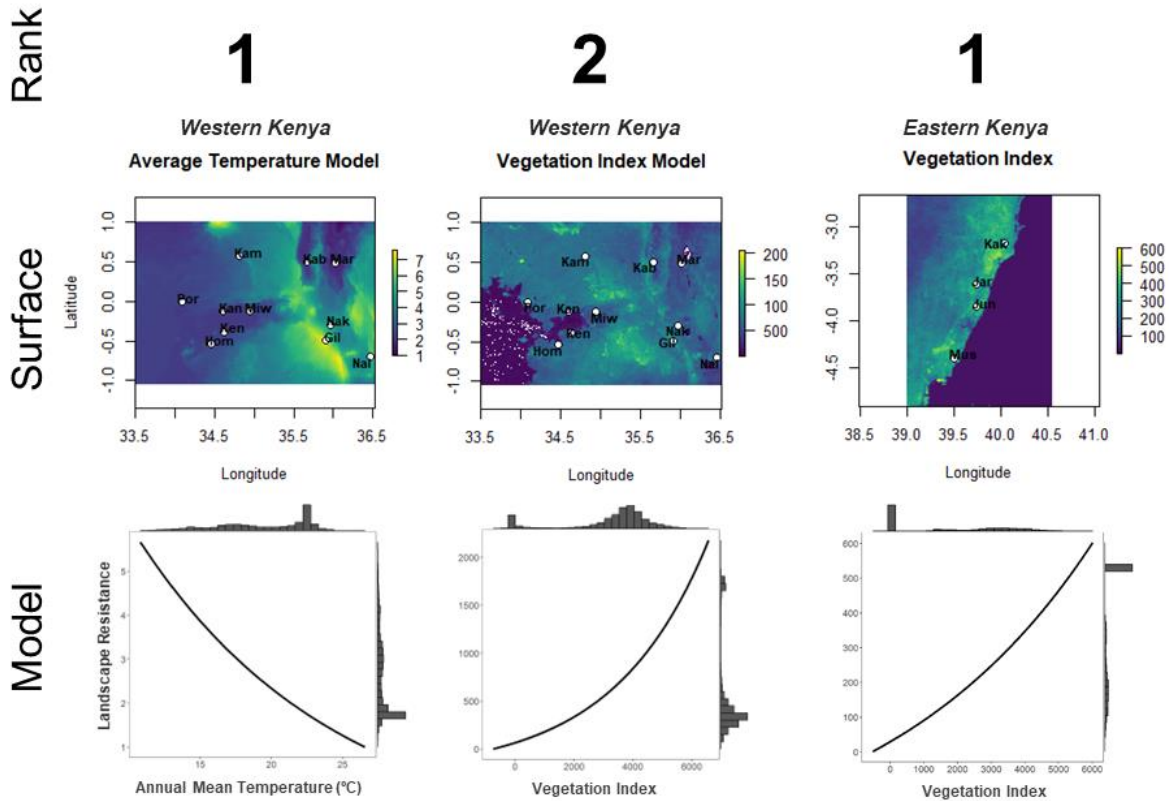 Rank
1
2
1
Western Kenya
Western Kenya
Eastern Kenya
Average Temperature Model
Vegetation Index Model
Vegetation Index
Surface
Latitude
1.0
0.5
0.0
-0.5
-1.0
Kam
Kab Mar
Por
Kan Miw
Ken
Nak
Hom
Gil
Nai
7
6
5
4
3
2
1
33.5
34.5
35.5
36.5
Longitude
1.0
0.5
0.0
-0.5
-1.0
Kam
Kab
Mar
Por
Kan
Miw
Ken
Nak
Hom
Gil
Nai
200
150
100
500
33.5
34.5
35.5
36.5
Longitude
-3.0
-3.5
-4.0
-4.5
Kak
Jar
Jun
Mus
600
500
400
300
200
100
38.5
39.0
39.5
40.0
40.5
41.0
Longitude
Model
Landscape Resistance
5
4
3
2
1
15
20
25
Annual Mean Temperature (ºC)
2000
1500
1000
500
0
0
2000
4000
6000
Vegetation Index
600
500
400
300
200
100
0
0
1000
2000
3000
4000
5000
6000
Vegetation Index